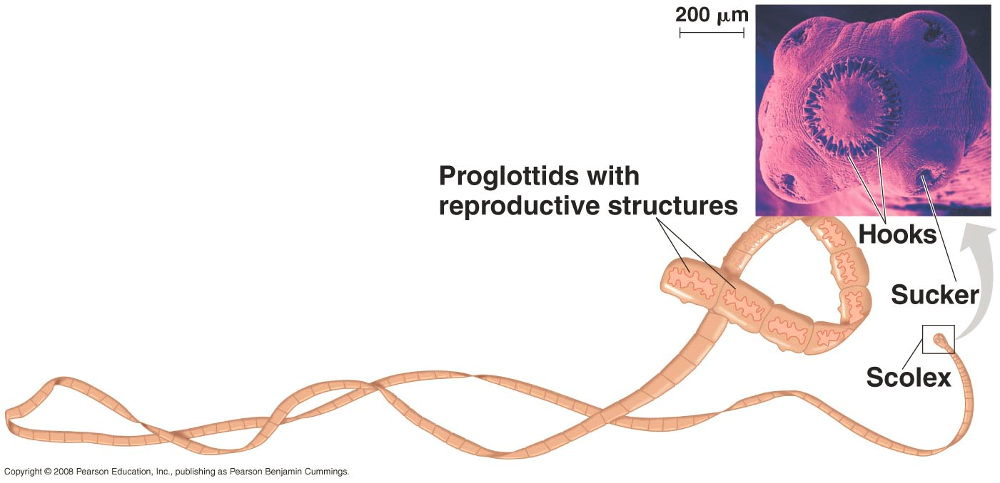 200 μm
Proglottids with
reproductive structures
Hooks
Sucker
Scolex
Copyright © 2008 Pearson Education, Inc., publishing as Pearson Benjamin Cummings.